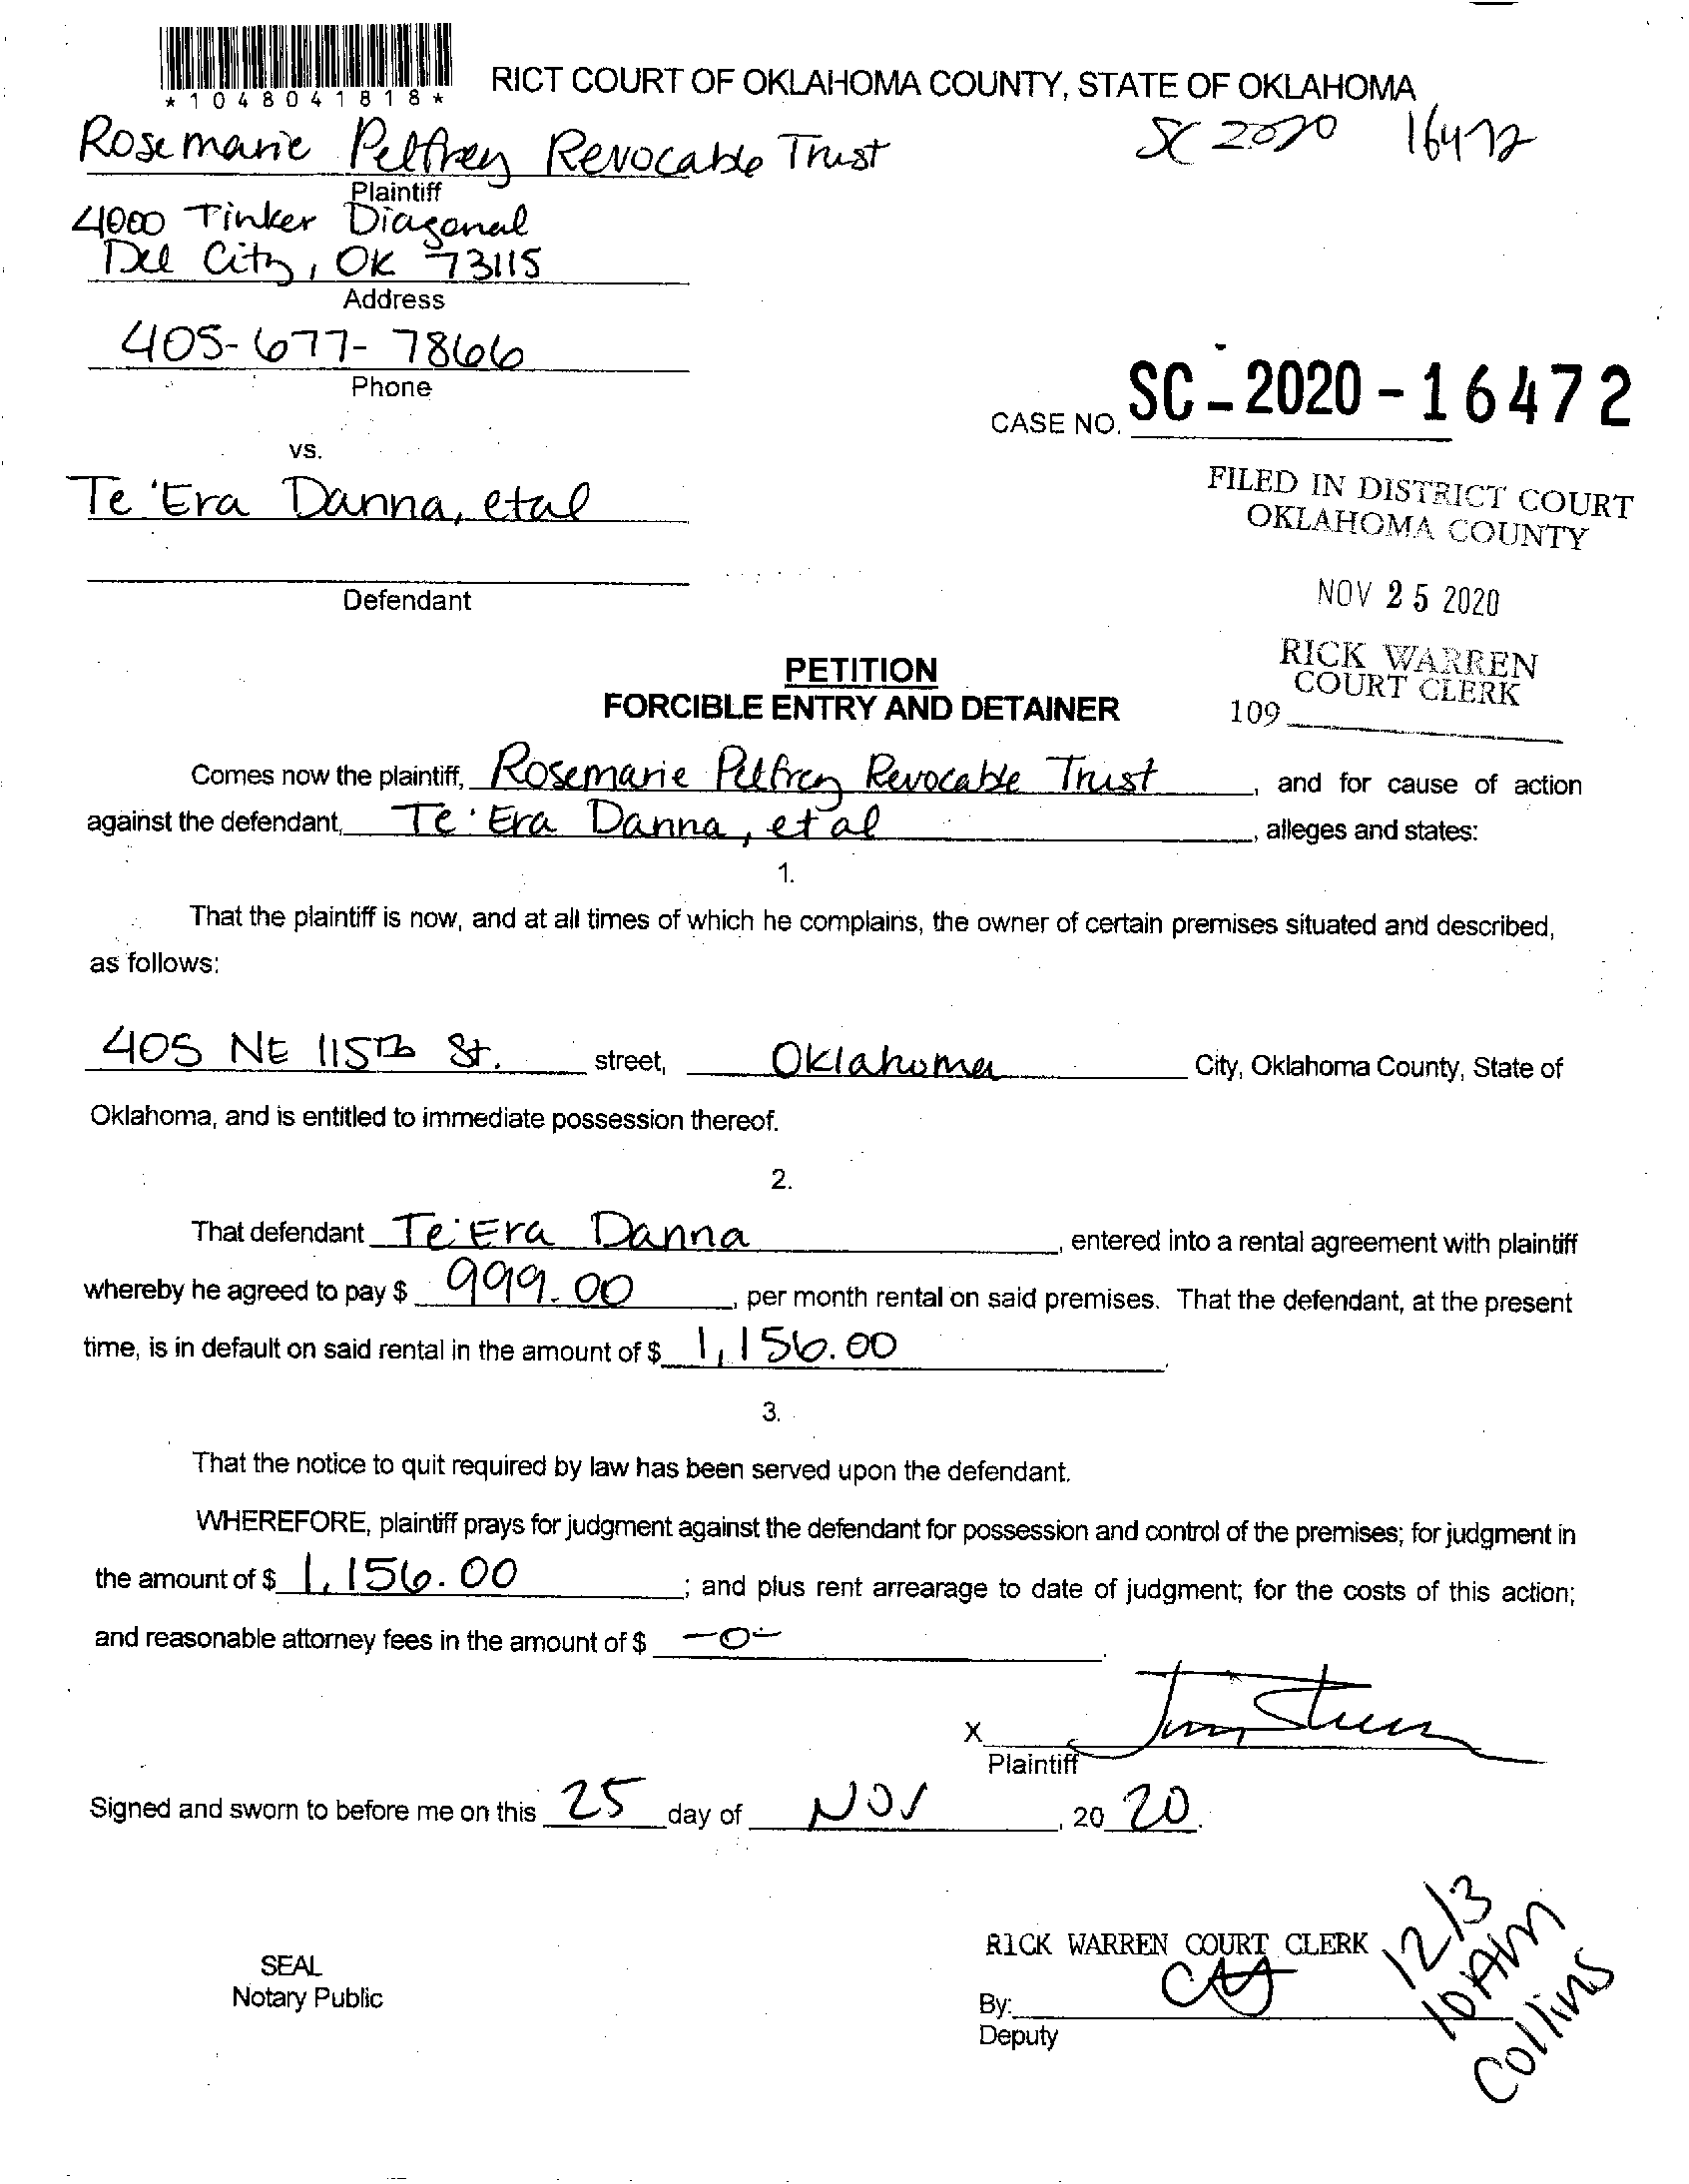 RICT COURT OF OKLAHOMA COUNTY, STATE OF OKLAHOMA
*1048041818*
SC 2020 16472
Rosemarie Pelfrey Revocable Trust
Plaintiff
4000 Tinker Diagonal
Del City, OK 73115
Address
405-677-7866
Phone
CASE NO. SC-2020-16472
vs.
Te'Era Danna, etal
Defendant
FILED IN DISTRICT COURT
OKLAHOMA COUNTY
NOV 25 2020
RICK WARREN
COURT CLERK
109
PETITION
FORCIBLE ENTRY AND DETAINER
Comes now the plaintiff, Rosemarie Pelfrey Revocable Trust, and for cause of action
against the defendant, Te'Era Danna, et al, alleges and states:
1.
That the plaintiff is now, and at all times of which he complains, the owner of certain premises situated and described,
as follows:
405 NE 115th St. street, Oklahoma City, Oklahoma County, State of
Oklahoma, and is entitled to immediate possession thereof.
2.
That defendant Te'Era Danna, entered into a rental agreement with plaintiff
whereby he agreed to pay $ 999.00, per month rental on said premises. That the defendant, at the present
time, is in default on said rental in the amount of $ 1,156.00.
3.
That the notice to quit required by law has been served upon the defendant.
WHEREFORE, plaintiff prays for judgment against the defendant for possession and control of the premises; for judgment in
the amount of $ 1,156.00; and plus rent arrearage to date of judgment; for the costs of this action;
and reasonable attorney fees in the amount of $ -0-.
X
Plaintiff
Signed and sworn to before me on this 25 day of NOV, 20 20.
SEAL
Notary Public
RICK WARREN COURT CLERK
By:
Deputy
12/3
10AM
Collins